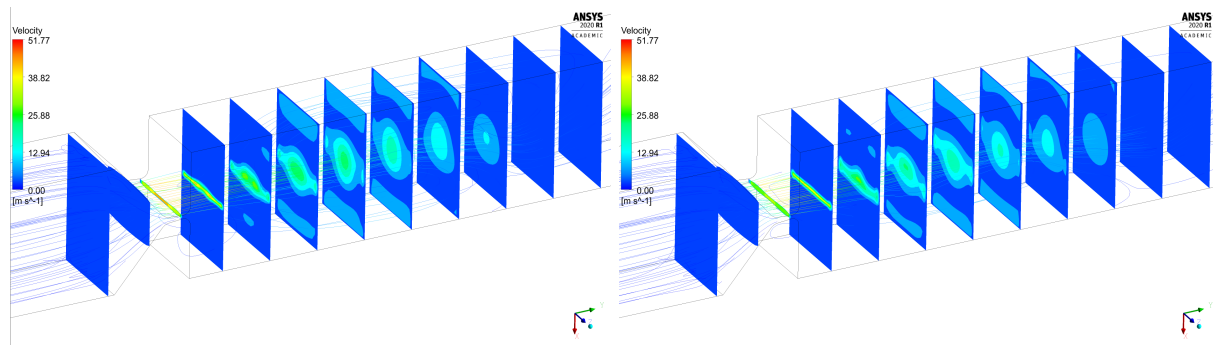 ANSYS
2020 R1
ACADEMIC
Velocity
51.77
38.82
25.88
12.94
0.00
[m s^-1]
ANSYS
2020 R1
ACADEMIC
Velocity
51.77
38.82
25.88
12.94
0.00
[m s^-1]